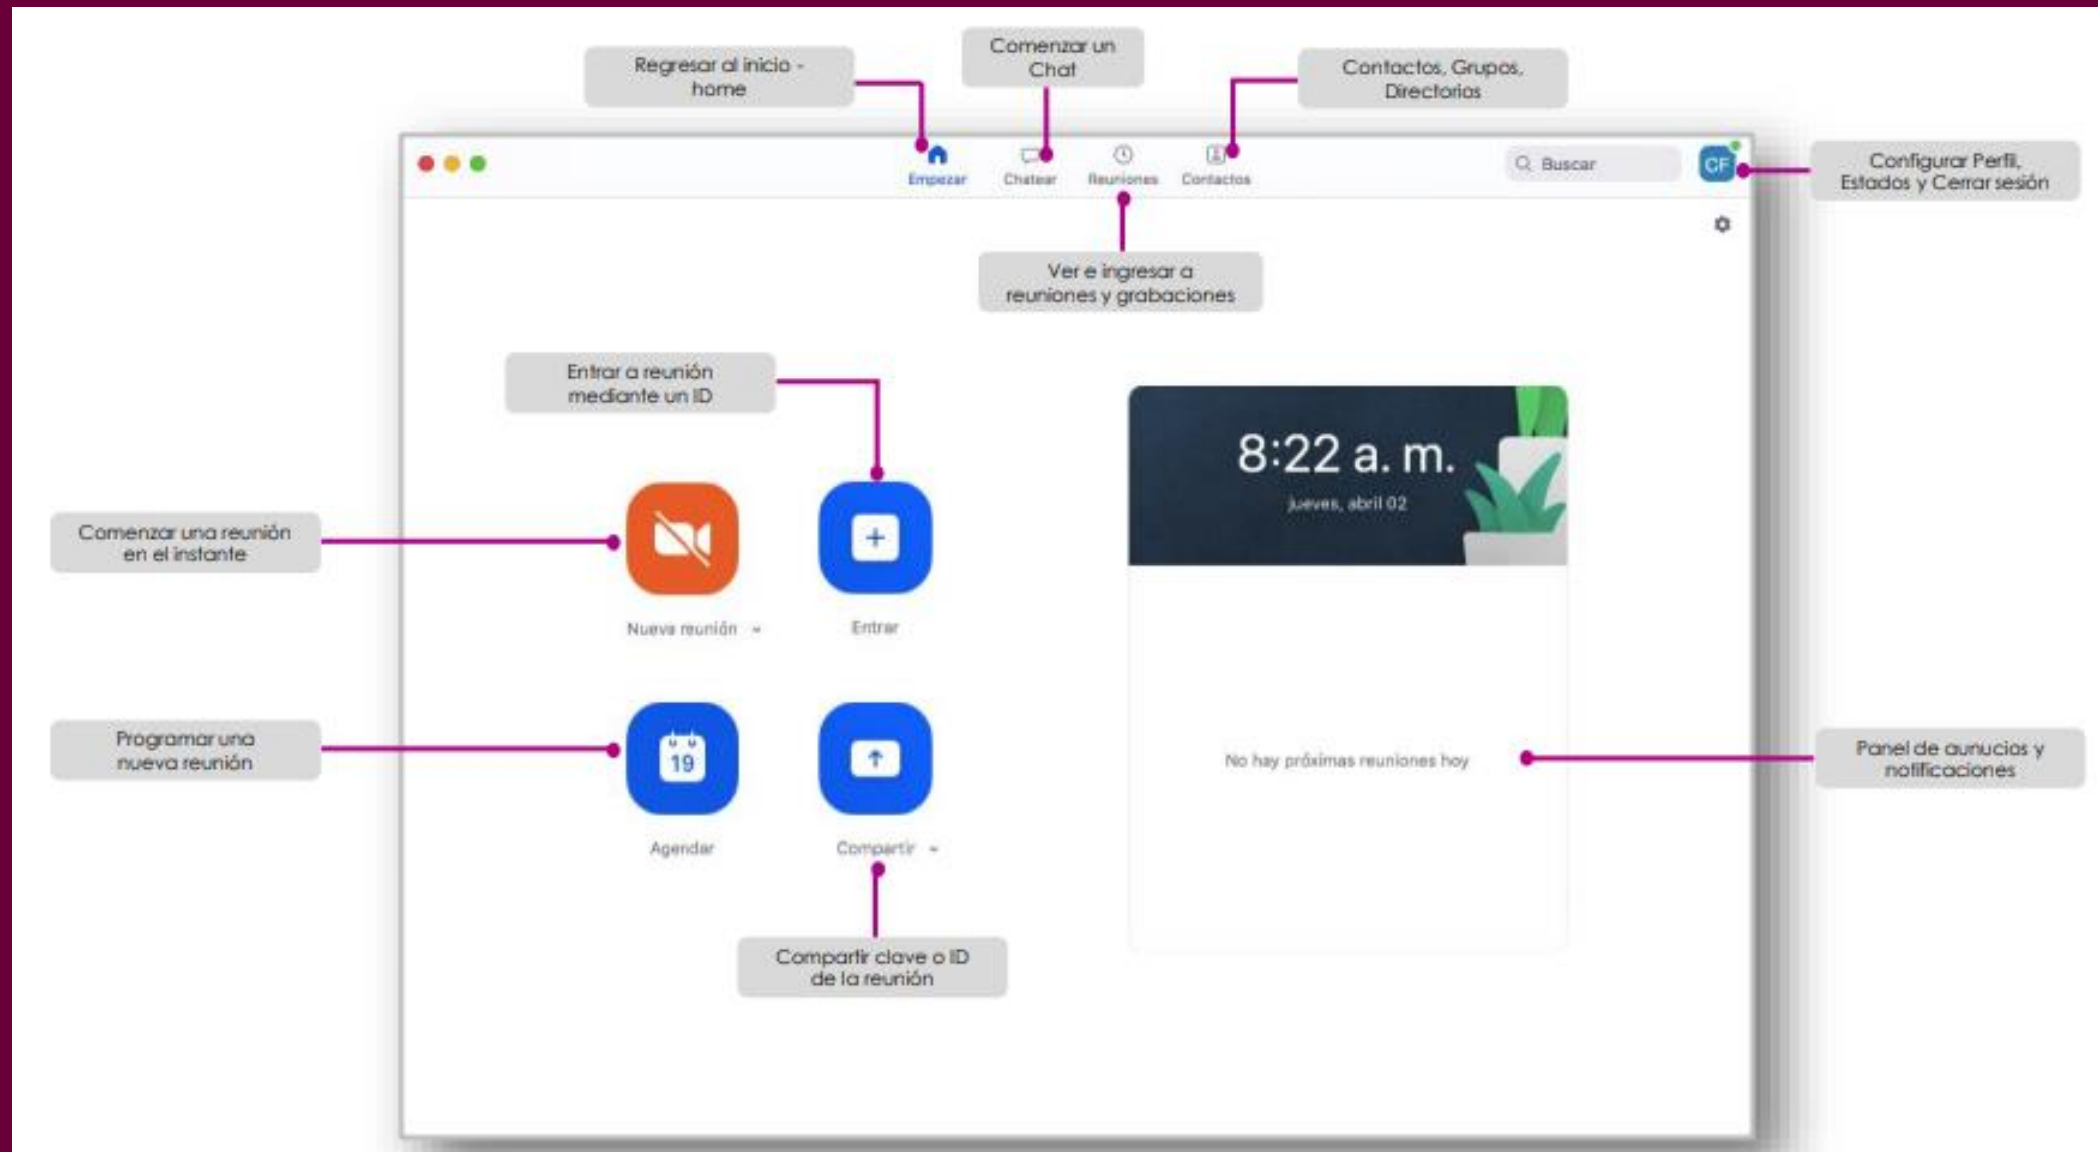 Regresar al inicio -
home
Comenzar un
Chat
Contactos, Grupos,
Directorios
Empezar
Chatear
Reuniones
Contactos
Buscar
CF
Configurar Perfil,
Estados y Cerrar sesión
Ver e ingresar a
reuniones y grabaciones
Entrar a reunión
mediante un ID
8:22 a. m.
jueves, abril 02
Comenzar una reunión
en el instante
Nueva reunión
Entrar
Programar una
nueva reunión
19
Agendar
Compartir
No hay próximas reuniones hoy
Panel de aunucios y
notificaciones
Compartir clave o ID
de la reunión